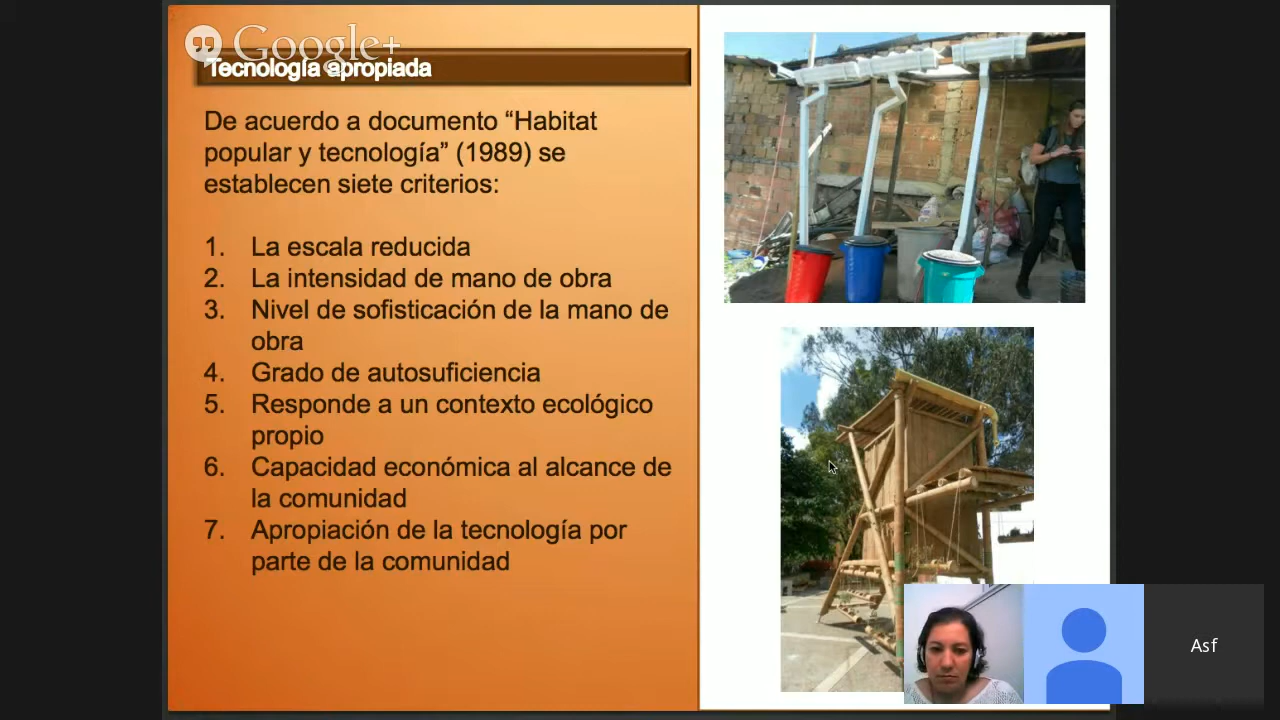 Google+
Tecnología apropiada
De acuerdo a documento “Habitat
popular y tecnología” (1989) se
establecen siete criterios:
1. La escala reducida
2. La intensidad de mano de obra
3. Nivel de sofisticación de la mano de
obra
4. Grado de autosuficiencia
5. Responde a un contexto ecológico
propio
6. Capacidad económica al alcance de
la comunidad
7. Apropiación de la tecnología por
parte de la comunidad
Asf